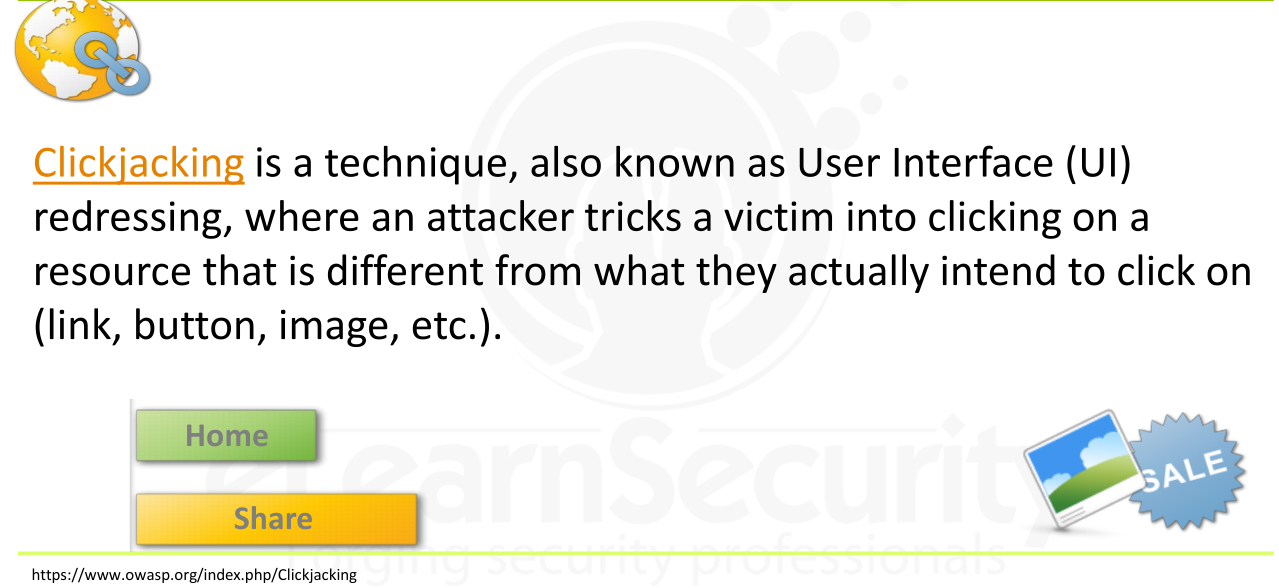 Clickjacking is a technique, also known as User Interface (UI)
redressing, where an attacker tricks a victim into clicking on a
resource that is different from what they actually intend to click on
(link, button, image, etc.).
Home
SALE
eLearnSecurity
Share
orging security professionals
https://www.owasp.org/index.php/Clickjacking